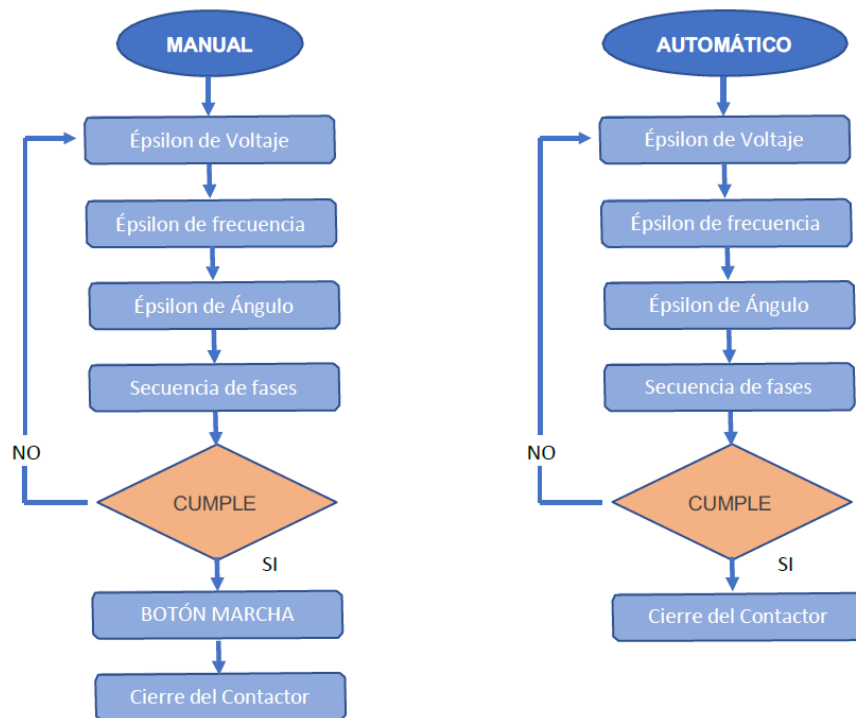 MANUAL
Épsilon de Voltaje
Épsilon de frecuencia
Épsilon de Ángulo
Secuencia de fases
NO
CUMPLE
SI
BOTÓN MARCHA
Cierre del Contactor
AUTOMÁTICO
Épsilon de Voltaje
Épsilon de frecuencia
Épsilon de Ángulo
Secuencia de fases
NO
CUMPLE
SI
Cierre del Contactor